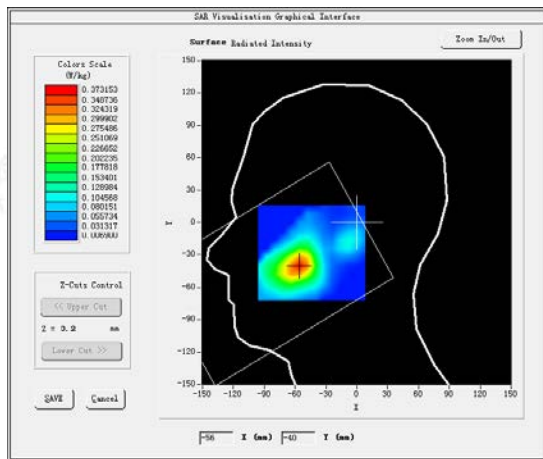 SAR Visualisation Graphical Interface
Surface Radiated Intensity
Zoom In/Out
Colors Scale
(W/kg)
0.373153
0.348736
0.324319
0.299902
0.275486
0.251069
0.226652
0.202235
0.177818
0.153401
0.128984
0.104568
0.080151
0.055734
0.031317
0.006900
Z-Cuts Control
<< Upper Cut
Z = 3.2 mm
Lower Cut >>
SAVE
Cancel
150
120
90
60
30
0
-30
-60
-90
-120
-150
Y
-150 -120 -90 -60 -30 0 30 60 90 120 150
X
-56 X (mm) -40 Y (mm)